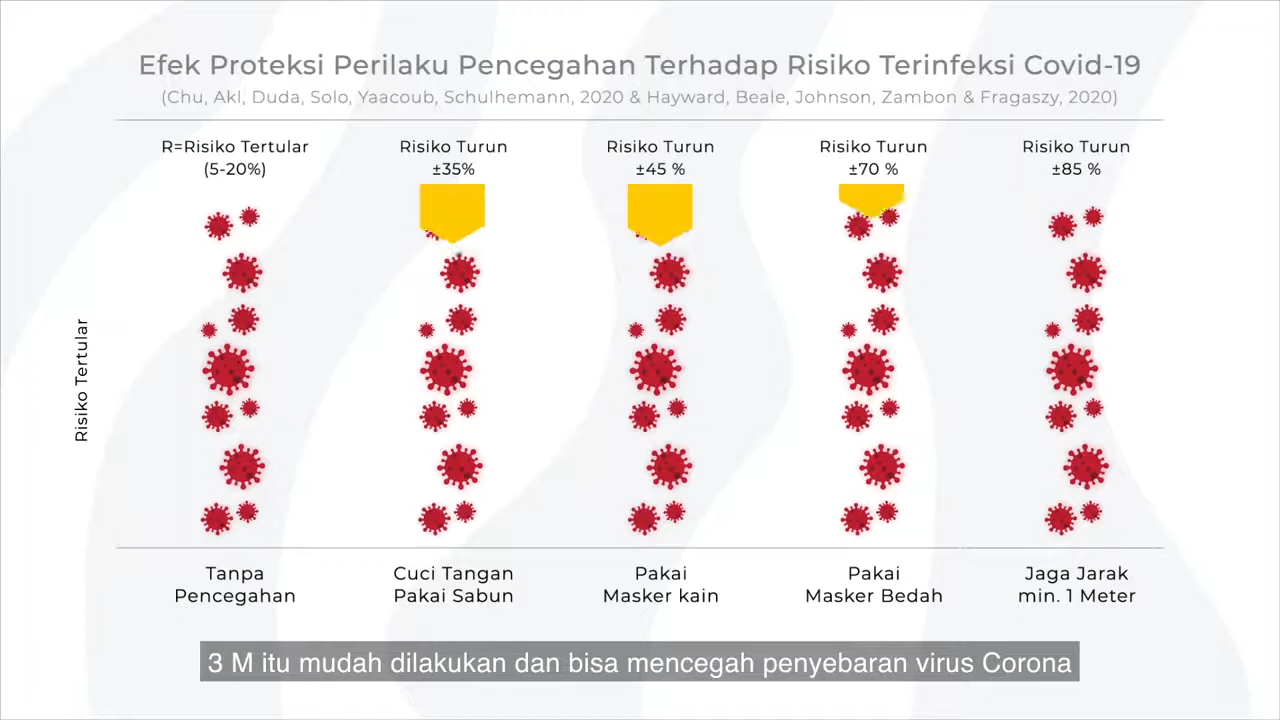 Efek Proteksi Perilaku Pencegahan Terhadap Risiko Terinfeksi Covid-19
(Chu, Akl, Duda, Solo, Yaacoub, Schulhemann, 2020 & Hayward, Beale, Johnson, Zambon & Fragaszy, 2020)
R=Risiko Tertular
(5-20%)
Risiko Turun
±35%
Risiko Turun
±45 %
Risiko Turun
±70 %
Risiko Turun
±85 %
Risiko Tertular
Tanpa
Pencegahan
Cuci Tangan
Pakai Sabun
Pakai
Masker kain
Pakai
Masker Bedah
Jaga Jarak
min. 1 Meter
3 M itu mudah dilakukan dan bisa mencegah penyebaran virus Corona